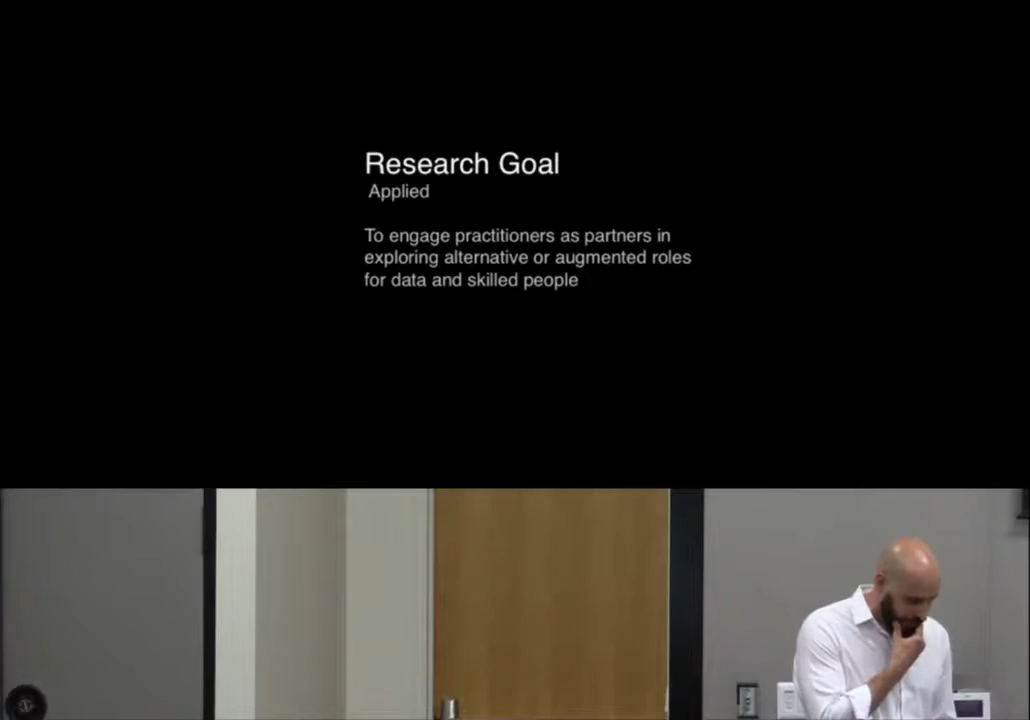 Research Goal
Applied
To engage practitioners as partners in
exploring alternative or augmented roles
for data and skilled people